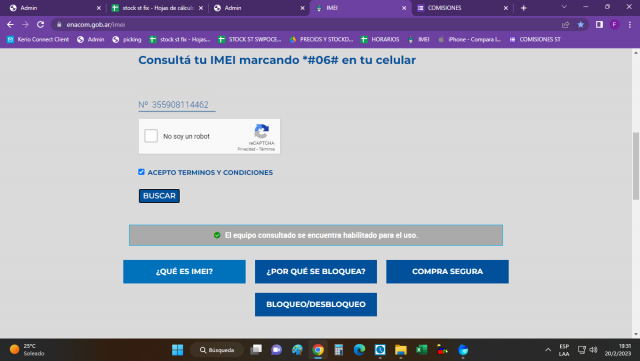 Admin
stock st fix - Hojas de cálcu
Admin
IMEI
COMISIONES
enacom.gob.ar/imei
F
Kerio Connect Client
Admin
picking
stock st fix - Hojas...
STOCK ST SWPOCE...
PRECIOS Y STOCKD...
HORARIOS
IMEI
iPhone - Compara l...
COMISIONES ST
Consultá tu IMEI marcando *#06# en tu celular
Nº 355908114462
No soy un robot
reCAPTCHA
Privacidad - Términos
ACEPTO TERMINOS Y CONDICIONES
BUSCAR
El equipo consultado se encuentra habilitado para el uso.
¿QUÉ ES IMEI?
¿POR QUÉ SE BLOQUEA?
COMPRA SEGURA
BLOQUEO/DESBLOQUEO
25°C
Soleado
Búsqueda
ESP
LAA
19:31
20/2/2023